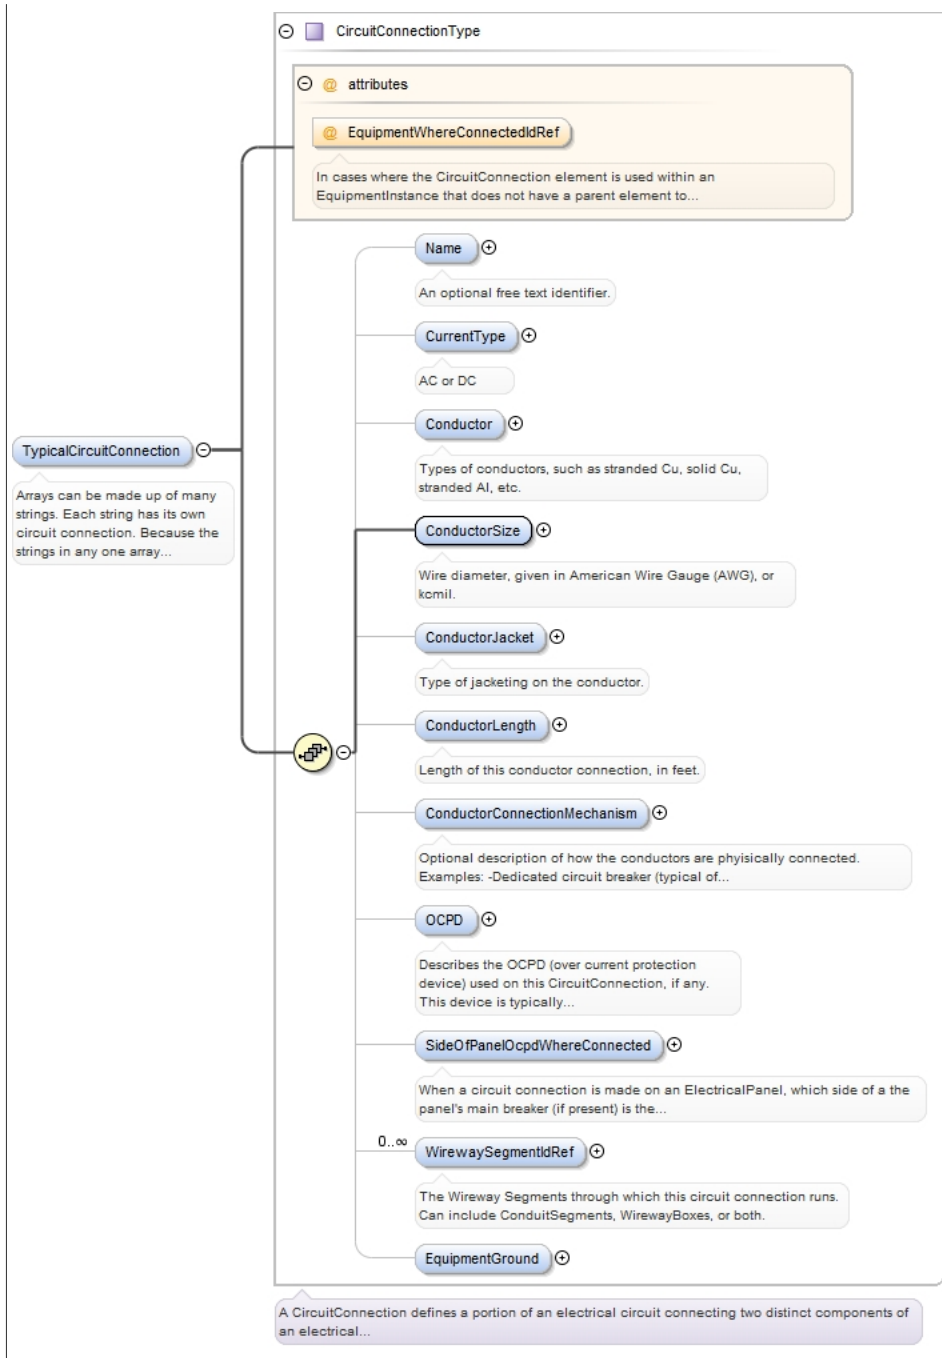 CircuitConnectionType
@ attributes
@ EquipmentWhereConnectedIdRef
In cases where the CircuitConnection element is used within an
EquipmentInstance that does not have a parent element to...
Name
An optional free text identifier.
CurrentType
AC or DC
Conductor
Types of conductors, such as stranded Cu, solid Cu,
stranded Al, etc.
TypicalCircuitConnection
Arrays can be made up of many
strings. Each string has its own
circuit connection. Because the
strings in any one array...
ConductorSize
Wire diameter, given in American Wire Gauge (AWG), or
kcmil.
ConductorJacket
Type of jacketing on the conductor.
ConductorLength
Length of this conductor connection, in feet.
ConductorConnectionMechanism
Optional description of how the conductors are phyisically connected.
Examples: -Dedicated circuit breaker (typical of...
OCPD
Describes the OCPD (over current protection
device) used on this CircuitConnection, if any.
This device is typically...
SideOfPanelOcpdWhereConnected
When a circuit connection is made on an ElectricalPanel, which side of a the
panel's main breaker (if present) is the...
0..∞
WirewaySegmentIdRef
The Wireway Segments through which this circuit connection runs.
Can include ConduitSegments, WirewayBoxes, or both.
EquipmentGround
A CircuitConnection defines a portion of an electrical circuit connecting two distinct components of
an electrical...